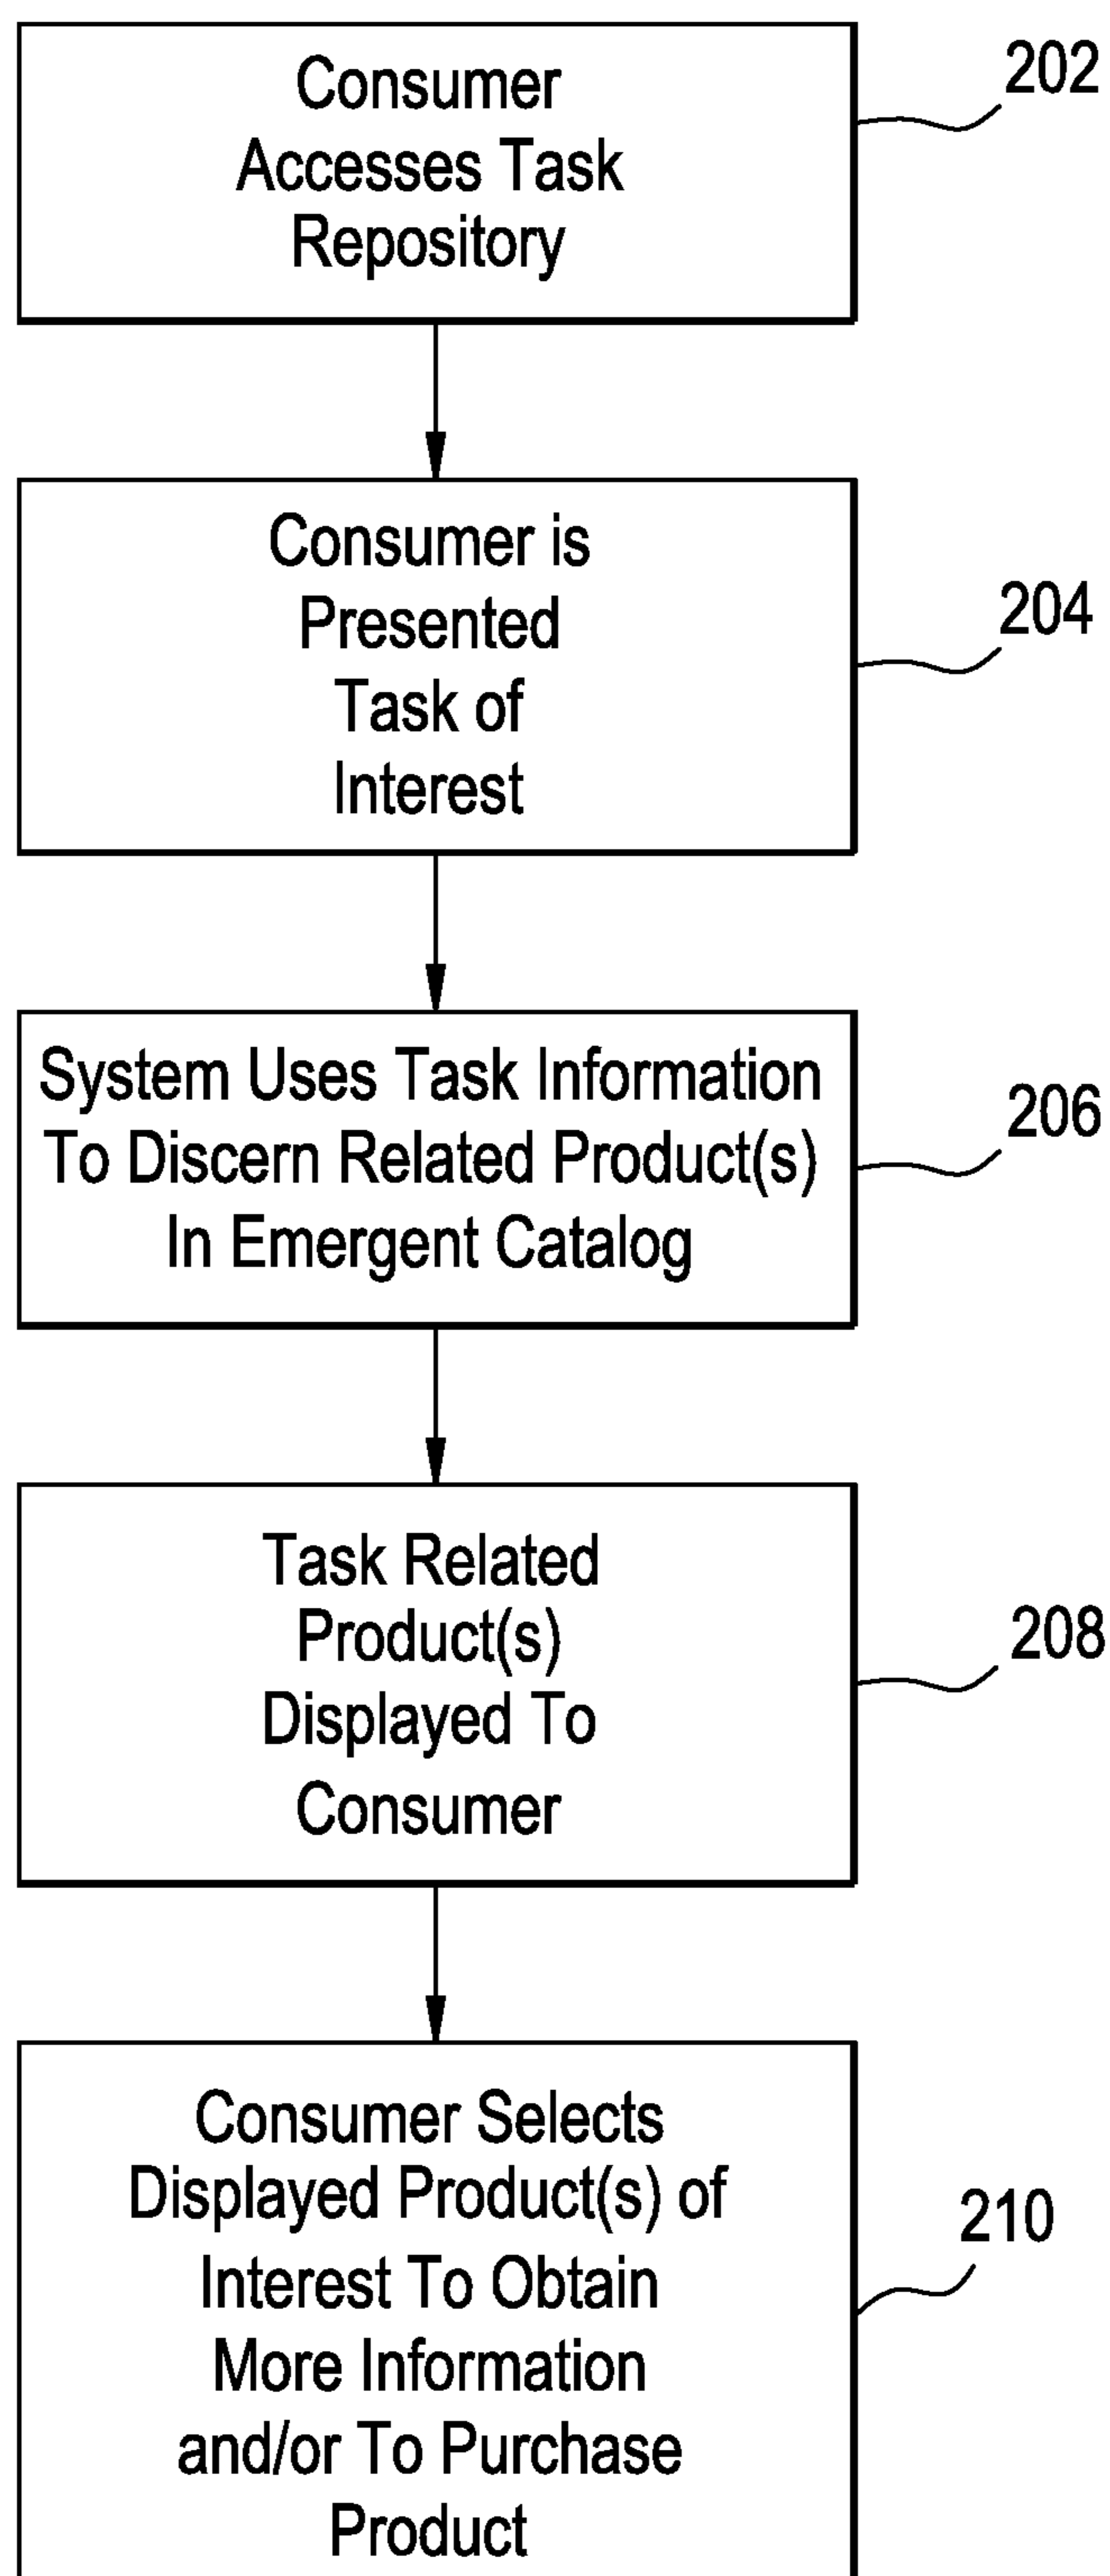 Consumer
Accesses Task
Repository
202
Consumer is
Presented
Task of
Interest
204
System Uses Task Information
To Discern Related Product(s)
In Emergent Catalog
206
Task Related
Product(s)
Displayed To
Consumer
208
Consumer Selects
Displayed Product(s) of
Interest To Obtain
More Information
and/or To Purchase
Product
210